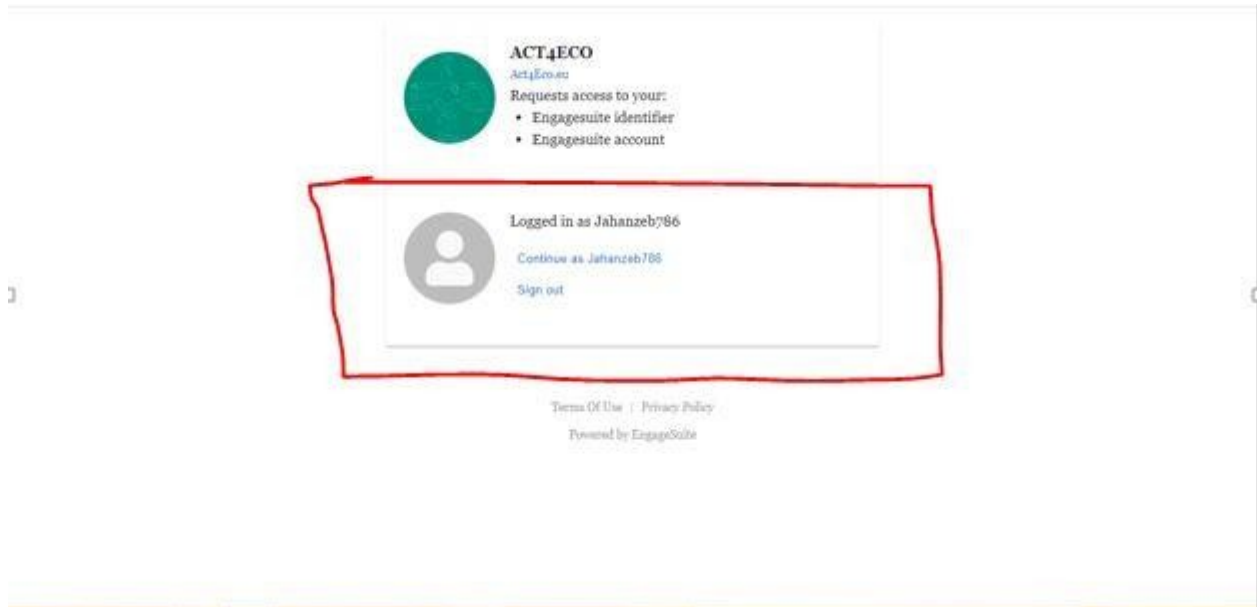 ACT4ECO
Act4Eco.eu
Requests access to your:
• Engagesuite identifier
• Engagesuite account
Logged in as Jahanzeb786
Continue as Jahanzeb786
Sign out
Terms Of Use | Privacy Policy
Powered by EngageSuite